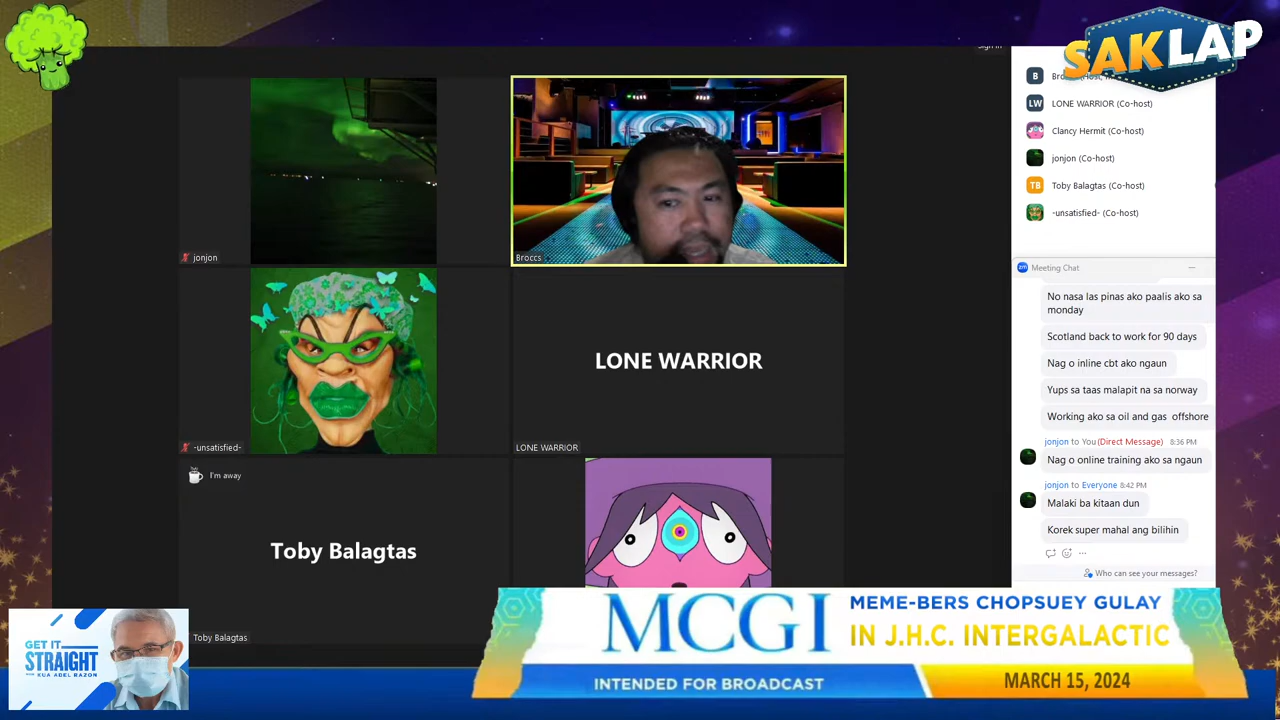 SAKLAP
Sign in
LW LONE WARRIOR (Co-host)
Clancy Hermit (Co-host)
jonjon (Co-host)
TB Toby Balagtas (Co-host)
-unsatisfied- (Co-host)
jonjon
Broccs
-unsatisfied-
LONE WARRIOR
LONE WARRIOR
I'm away
Toby Balagtas
Toby Balagtas
Meeting Chat
No nasa las pinas ako paalis ako sa
monday
Scotland back to work for 90 days
Nag o inline cbt ako ngaun
Yups sa taas malapit na sa norway
Working ako sa oil and gas offshore
jonjon to You (Direct Message) 8:36 PM
Nag o online training ako sa ngaun
jonjon to Everyone 8:42 PM
Malaki ba kitaan dun
Korek super mahal ang bilihin
Who can see your messages?
GET IT
STRAIGHT
KUA ADEL RAZON
MCGI
MEME-BERS CHOPSUEY GULAY
IN J.H.C. INTERGALACTIC
INTENDED FOR BROADCAST
MARCH 15, 2024